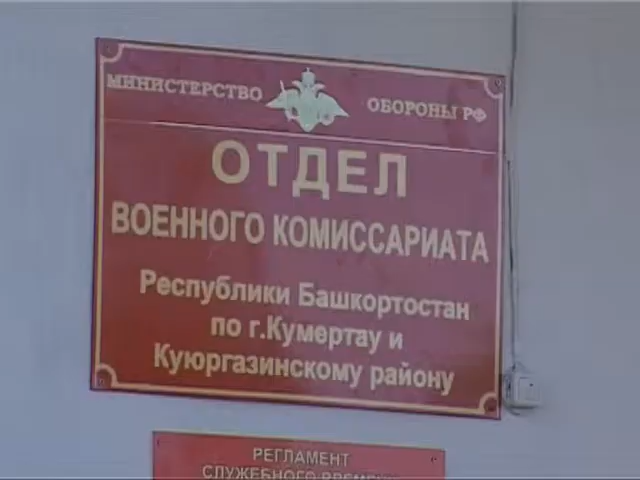 МИНИСТЕРСТВО ОБОРОНЫ РФ
ОТДЕЛ
ВОЕННОГО КОМИССАРИАТА
Республики Башкортостан
по г.Кумертау и
Куюргазинскому району
РЕГЛАМЕНТ
СЛУЖЕБНОГО ВРЕМЕНИ